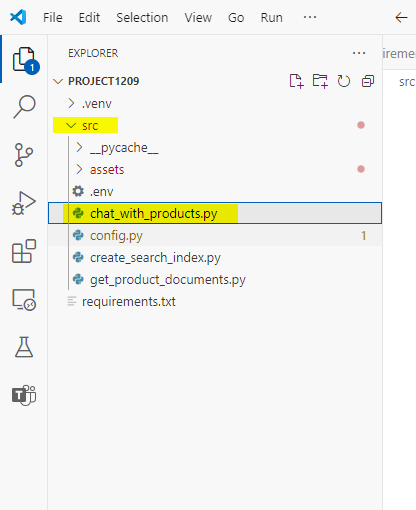 File Edit Selection View Go Run ...
EXPLORER ...
PROJECT1209
.venv
src
__pycache__
assets
.env
chat_with_products.py
config.py 1
create_search_index.py
get_product_documents.py
requirements.txt
1
ireme
src